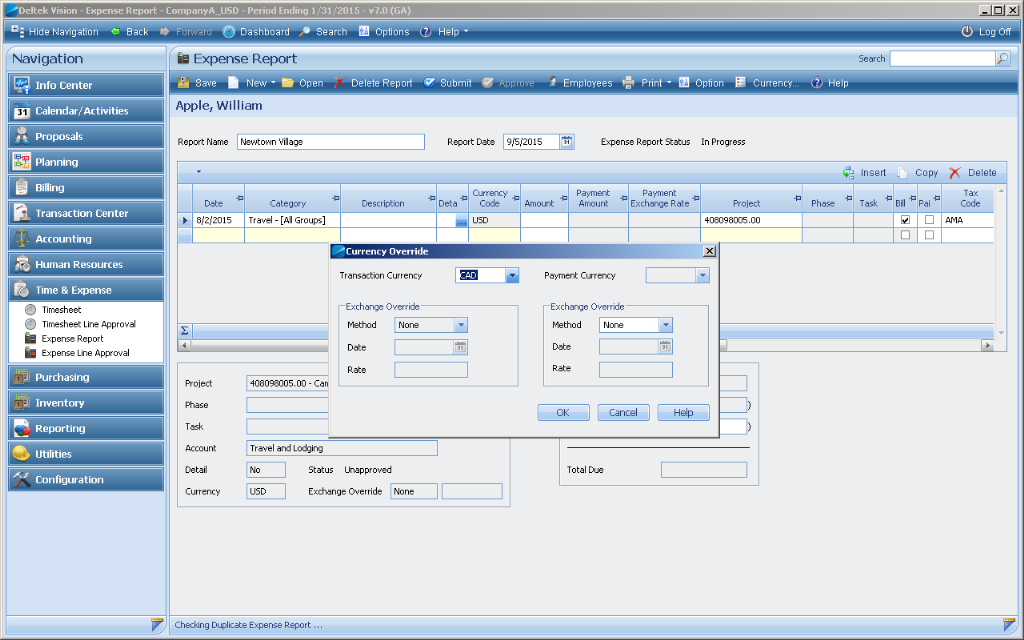 Deltek Vision - Expense Report - CompanyA_USD - Period Ending 1/31/2015 - v7.0 (GA)
Hide Navigation Back Forward Dashboard Search Options Help Log Off
Navigation
Info Center
31 Calendar/Activities
Proposals
Planning
Billing
Transaction Center
Accounting
Human Resources
Time & Expense
Timesheet
Timesheet Line Approval
Expense Report
Expense Line Approval
Purchasing
Inventory
Reporting
Utilities
Configuration
Expense Report Search
Save New Open Delete Report Submit Approve Employees Print Option Currency... Help
Apple, William
Report Name Newtown Village Report Date 9/5/2015 Expense Report Status In Progress
Insert Copy Delete
Date Category Description Deta Currency Code Amount Payment Amount Payment Exchange Rate Project Phase Task Bill Pai Tax Code
8/2/2015 Travel - [All Groups] ... USD 408098005.00 AMA
Σ
Currency Override
Transaction Currency CAD Payment Currency
Exchange Override Exchange Override
Method None Method None
Date Date
Rate Rate
OK Cancel Help
Project 408098005.00 - Can
Phase )
Task )
Account Travel and Lodging
Detail No Status Unapproved Total Due
Currency USD Exchange Override None
Checking Duplicate Expense Report ...